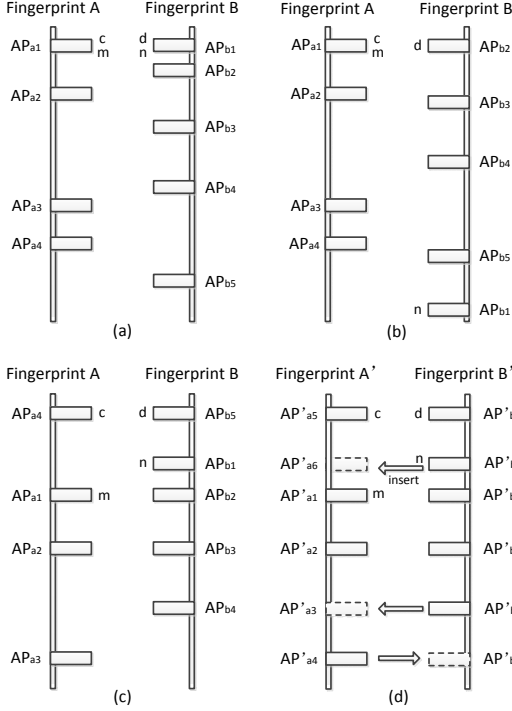 Fingerprint A Fingerprint B
APa1 c m d n APb1
APa2 APb2
APb3
APb4
APa3
APa4
APb5
(a)
Fingerprint A Fingerprint B
APa1 c m d APb2
APa2 APb3
APb4
APa3
APa4
APb5
n APb1
(b)
Fingerprint A Fingerprint B
APa4 c d APb5
n APb1
APa1 m APb2
APa2 APb3
APb4
APa3
(c)
Fingerprint A' Fingerprint B'
AP'a5 c d
AP'a6 n
insert
AP'a1 m
AP'a2
AP'a3
AP'a4
(d)